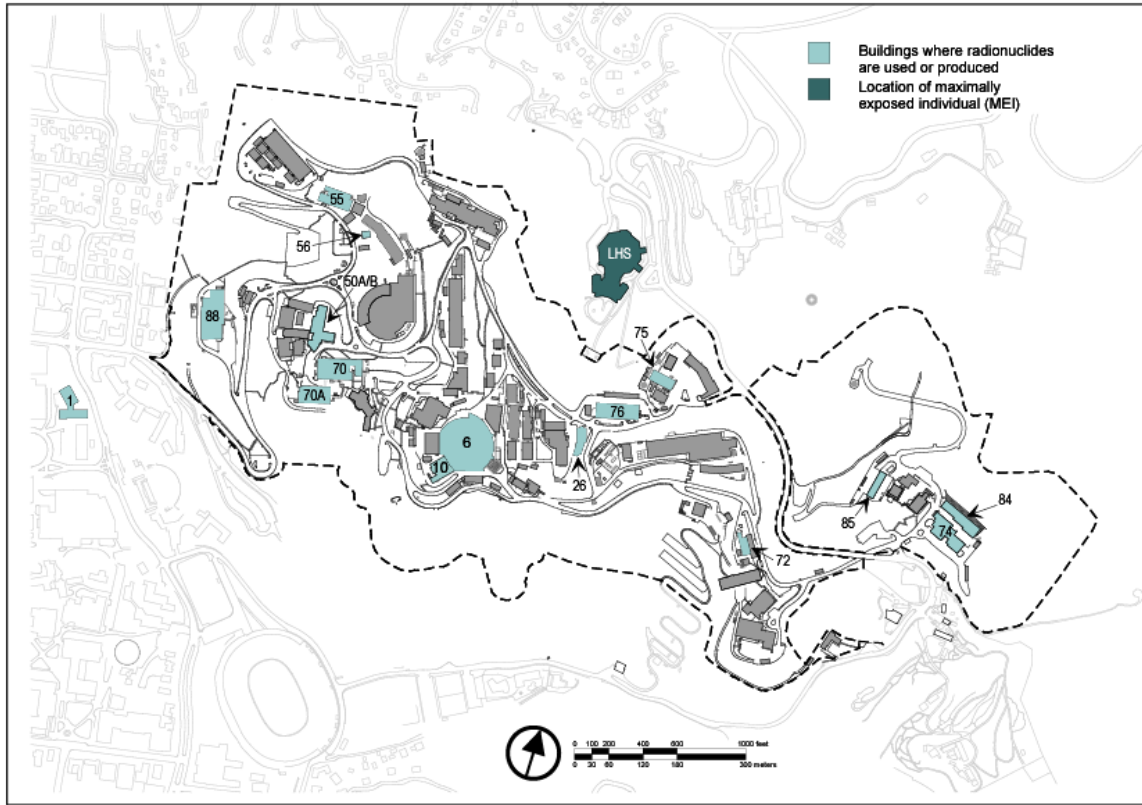 Buildings where radionuclides
are used or produced
Location of maximally
exposed individual (MEI)
55
56
LHS
50A/B
88
75
70
70A
1
76
6
10
26
84
85
74
72
0 100 200 400 600 1000 feet
0 30 60 120 180 300 meters